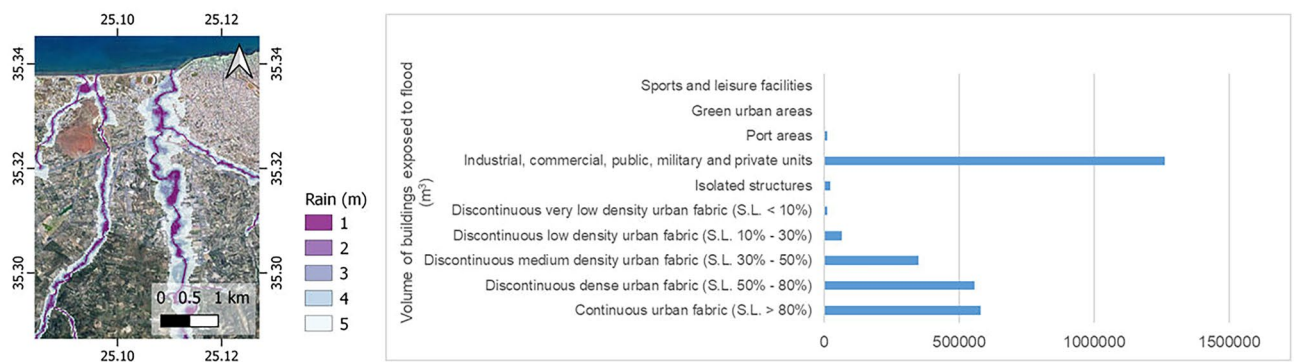 25.10 25.12
35.34 35.34
35.32 35.32
35.30 35.30
0 0.5 1 km
25.10 25.12
Rain (m)
1
2
3
4
5
Volume of buildings exposed to flood
(m³)
Sports and leisure facilities
Green urban areas
Port areas
Industrial, commercial, public, military and private units
Isolated structures
Discontinuous very low density urban fabric (S.L. < 10%)
Discontinuous low density urban fabric (S.L. 10% - 30%)
Discontinuous medium density urban fabric (S.L. 30% - 50%)
Discontinuous dense urban fabric (S.L. 50% - 80%)
Continuous urban fabric (S.L. > 80%)
0 500000 1000000 1500000